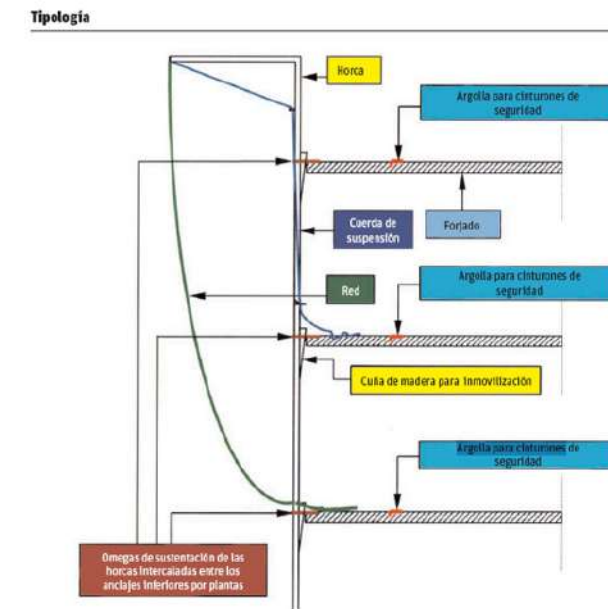 Tipología
Horca
Argolla para cinturones de
seguridad
Cuerda de
suspensión
Forjado
Argolla para cinturones de
seguridad
Red
Cuña de madera para inmovilización
Argolla para cinturones de
seguridad
Omegas de sustentación de las
horcas intercaladas entre los
anclajes inferiores por plantas